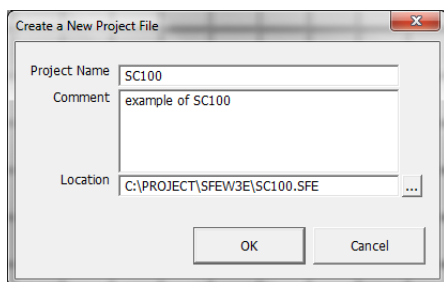 Create a New Project File
Project Name SC100
Comment example of SC100
Location C:\PROJECT\SFEW3E\SC100.SFE ...
OK Cancel